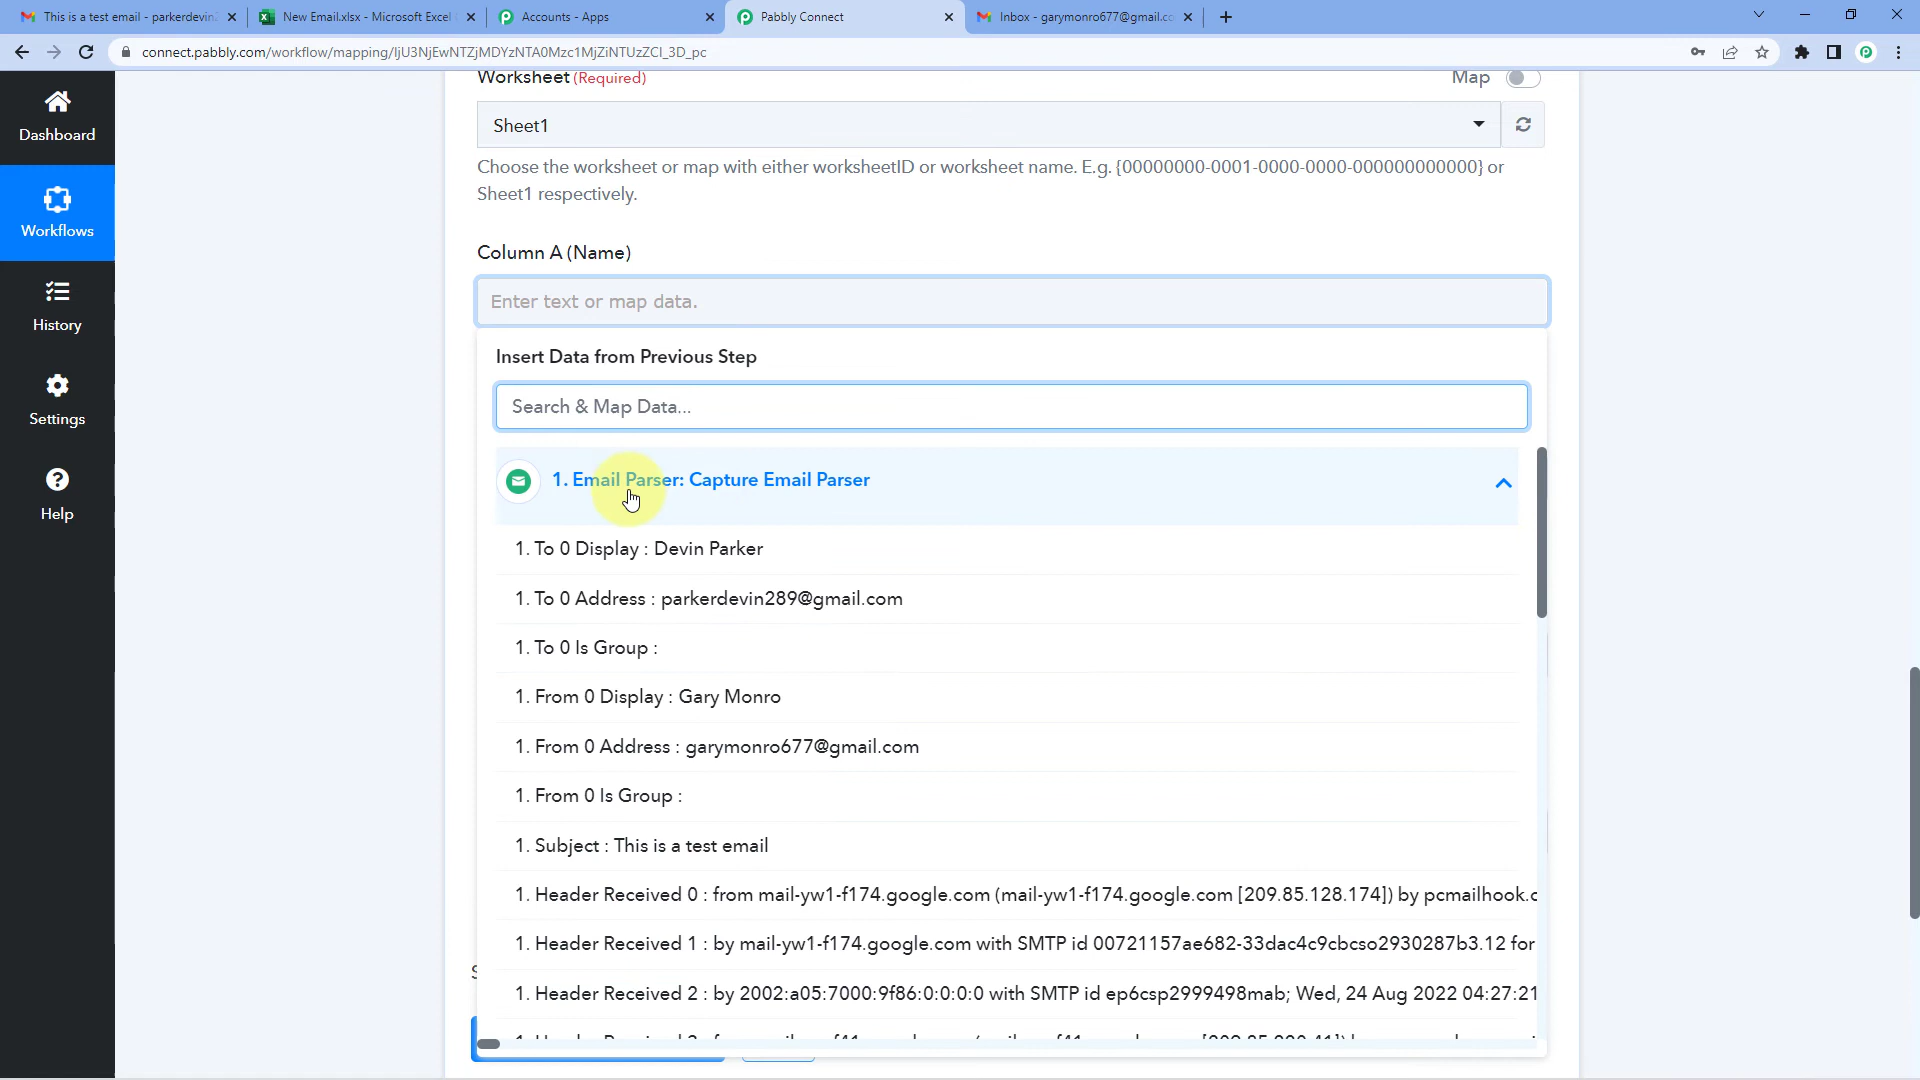 This is a test email - parkerdevin2
New Email.xlsx - Microsoft Excel
Accounts - Apps
Pabbly Connect
Inbox - garymonro677@gmail.co
connect.pabbly.com/workflow/mapping/IjU3NjEwNTZjMDYzNTA0Mzc1MjZiNTUzZCI_3D_pc
Dashboard
Workflows
History
Settings
Help
Worksheet (Required)
Map
Sheet1
Choose the worksheet or map with either worksheetID or worksheet name. E.g. {00000000-0001-0000-0000-000000000000} or
Sheet1 respectively.
Column A (Name)
Enter text or map data.
Insert Data from Previous Step
Search & Map Data...
1. Email Parser: Capture Email Parser
1. To 0 Display : Devin Parker
1. To 0 Address : parkerdevin289@gmail.com
1. To 0 Is Group :
1. From 0 Display : Gary Monro
1. From 0 Address : garymonro677@gmail.com
1. From 0 Is Group :
1. Subject : This is a test email
1. Header Received 0 : from mail-yw1-f174.google.com (mail-yw1-f174.google.com [209.85.128.174]) by pcmailhook.c
1. Header Received 1 : by mail-yw1-f174.google.com with SMTP id 00721157ae682-33dac4c9cbcso2930287b3.12 for
1. Header Received 2 : by 2002:a05:7000:9f86:0:0:0:0 with SMTP id ep6csp2999498mab; Wed, 24 Aug 2022 04:27:21